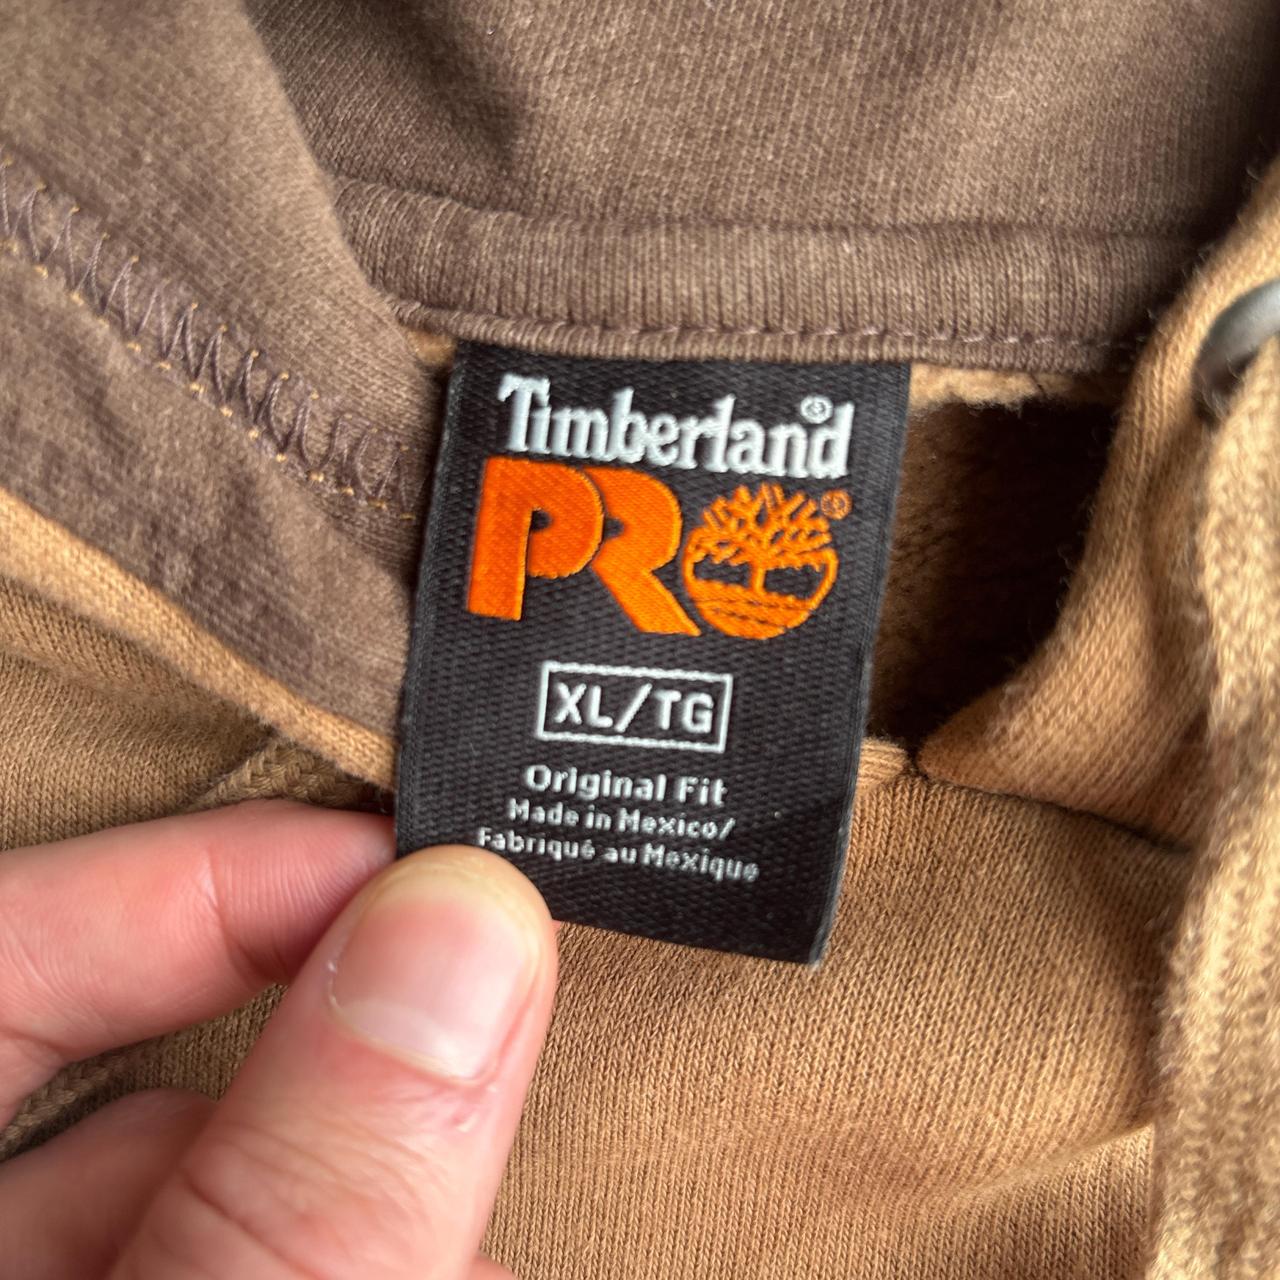 Timberland®
PRO®
XL/TG
Original Fit
Made in Mexico/
Fabriqué au Mexique